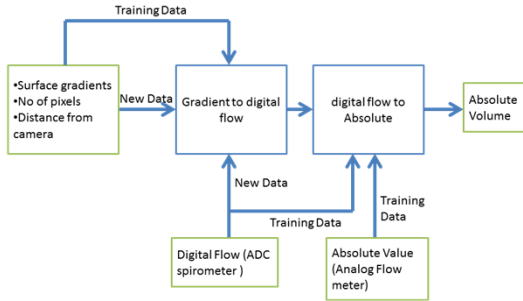 Training Data
•Surface gradients
•No of pixels
•Distance from
camera
New Data
Gradient to digital
flow
digital flow to
Absolute
Absolute
Volume
New Data
Training Data
Training
Data
Digital Flow (ADC
spirometer )
Absolute Value
(Analog Flow
meter)